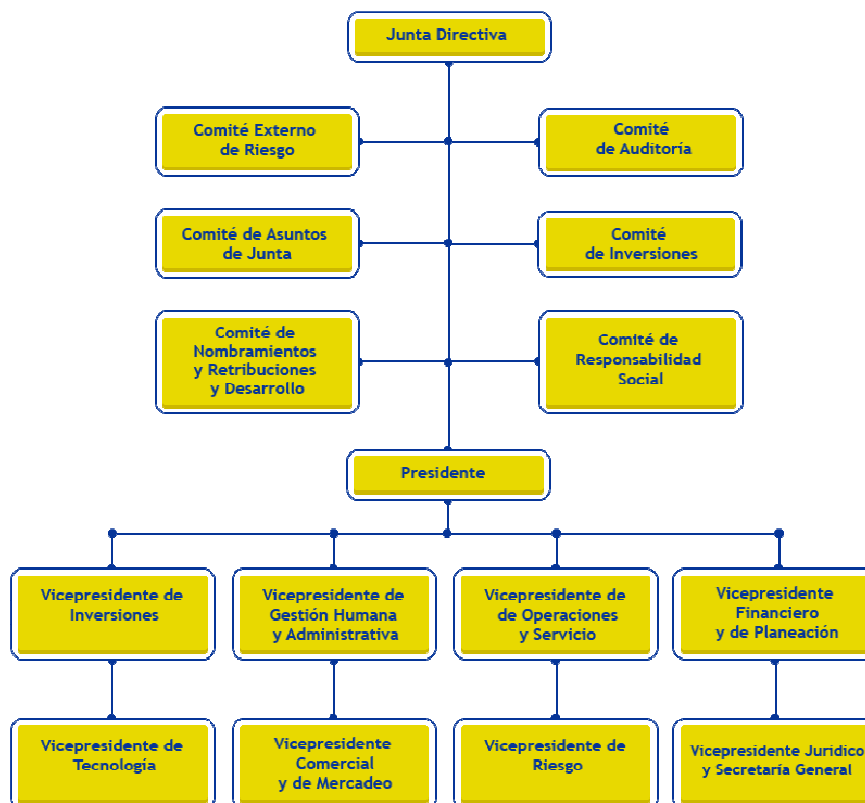 Junta Directiva
Comité Externo
de Riesgo
Comité
de Auditoría
Comité de Asuntos
de Junta
Comité
de Inversiones
Comité de
Nombramientos
y Retribuciones
y Desarrollo
Comité de
Responsabilidad
Social
Presidente
Vicepresidente de
Inversiones
Vicepresidente de
Gestión Humana
y Administrativa
Vicepresidente de
de Operaciones
y Servicio
Vicepresidente
Financiero
y de Planeación
Vicepresidente de
Tecnología
Vicepresidente
Comercial
y de Mercadeo
Vicepresidente de
Riesgo
Vicepresidente Jurídico
y Secretaría General